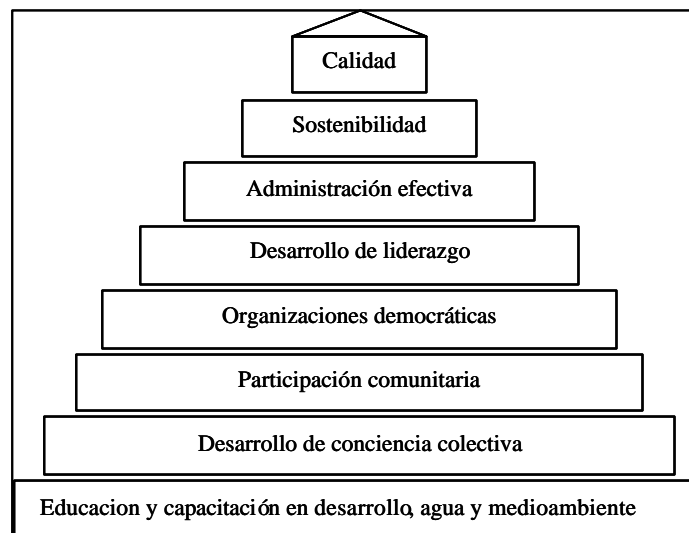 Calidad
Sostenibilidad
Administración efectiva
Desarrollo de liderazgo
Organizaciones democráticas
Participación comunitaria
Desarrollo de conciencia colectiva
Educacion y capacitación en desarrollo, agua y medioambiente